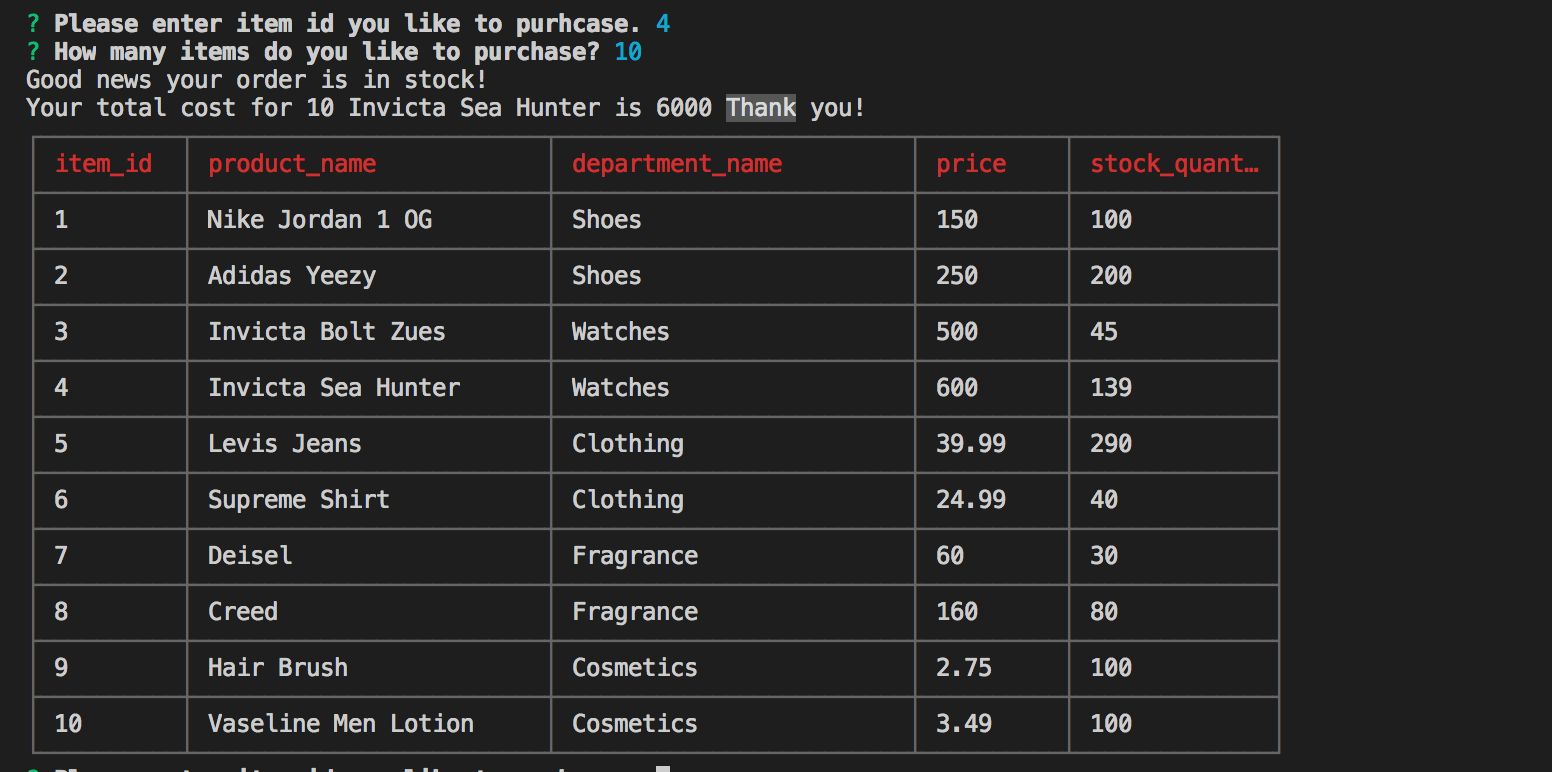 ? Please enter item id you like to purhcase. 4
? How many items do you like to purchase? 10
Good news your order is in stock!
Your total cost for 10 Invicta Sea Hunter is 6000 Thank you!
item_id product_name department_name price stock_quant…
1 Nike Jordan 1 OG Shoes 150 100
2 Adidas Yeezy Shoes 250 200
3 Invicta Bolt Zues Watches 500 45
4 Invicta Sea Hunter Watches 600 139
5 Levis Jeans Clothing 39.99 290
6 Supreme Shirt Clothing 24.99 40
7 Deisel Fragrance 60 30
8 Creed Fragrance 160 80
9 Hair Brush Cosmetics 2.75 100
10 Vaseline Men Lotion Cosmetics 3.49 100